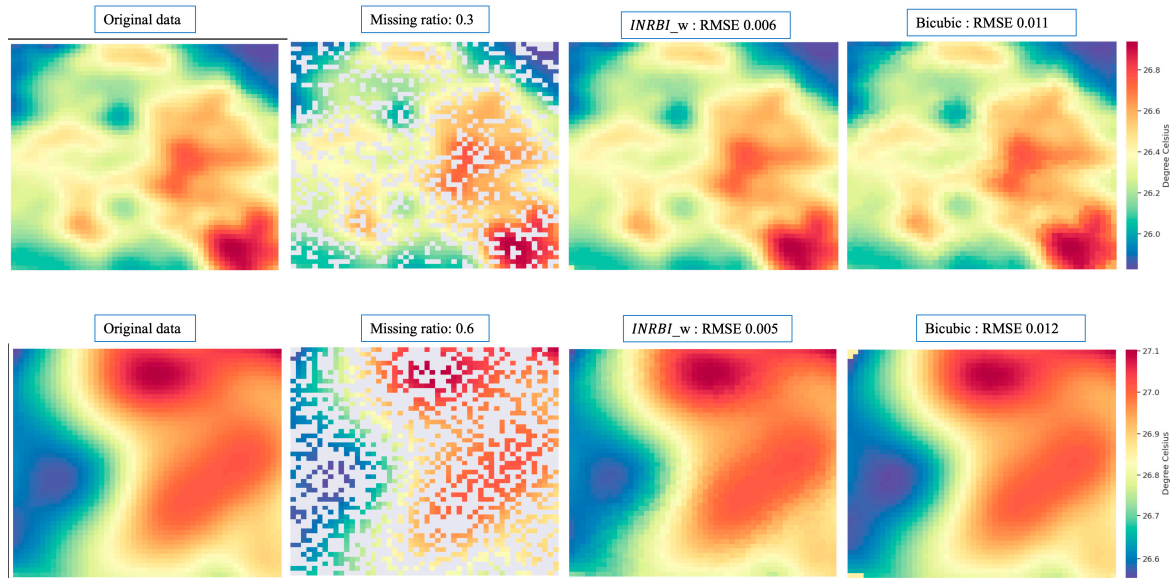 Original data
Missing ratio: 0.3
INRBI_w : RMSE 0.006
Bicubic : RMSE 0.011
26.8
26.6
26.4
26.2
26.0
Degree Celsius
Original data
Missing ratio: 0.6
INRBI_w : RMSE 0.005
Bicubic : RMSE 0.012
27.1
27.0
26.9
26.8
26.7
26.6
Degree Celsius